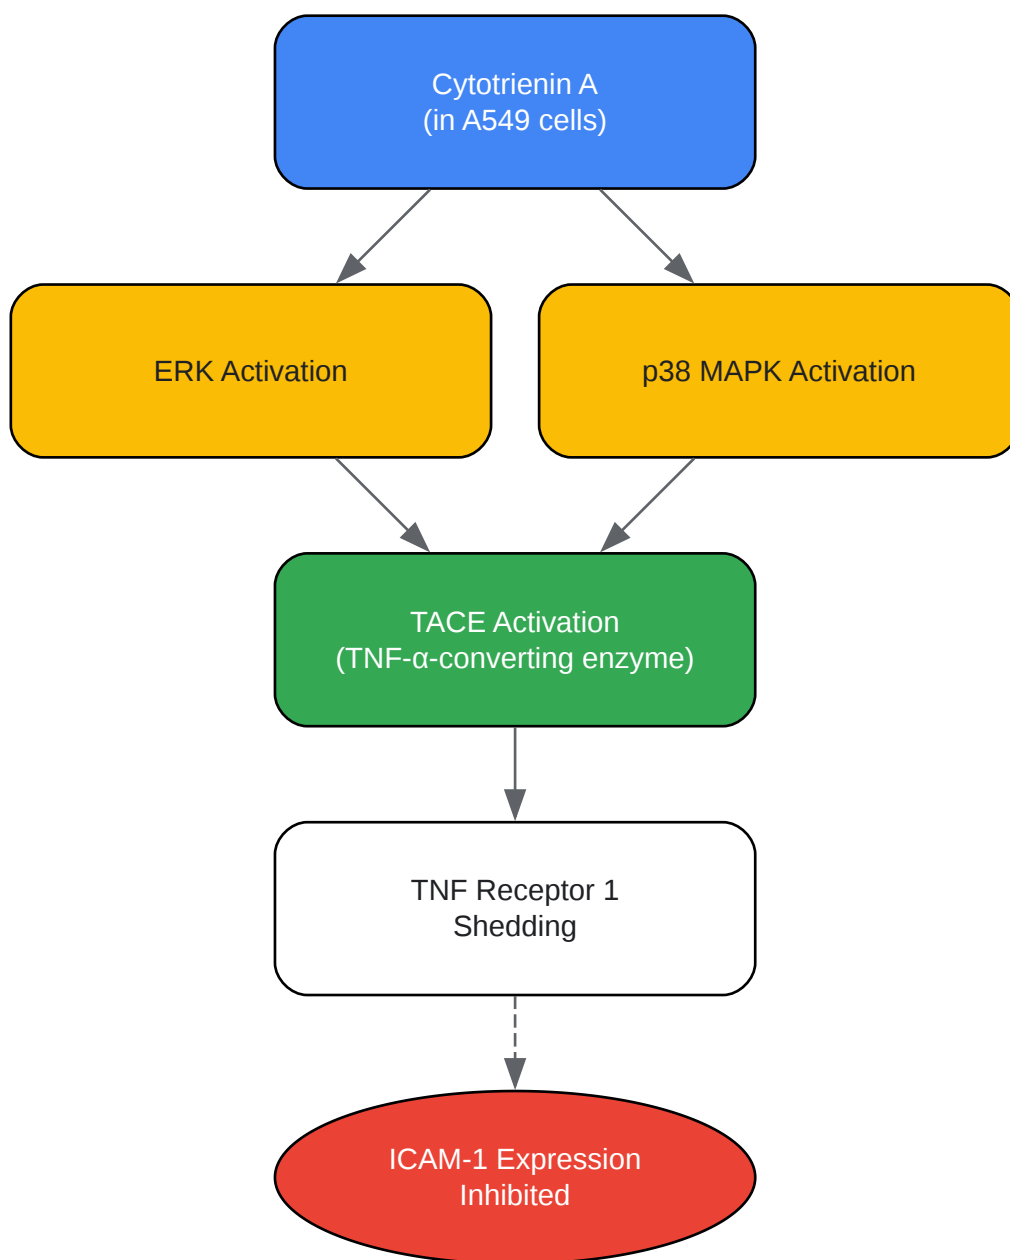 Cytotrienin A
(in A549 cells)
ERK Activation
p38 MAPK Activation
TACE Activation
(TNF-α-converting enzyme)
TNF Receptor 1
Shedding
ICAM-1 Expression
Inhibited